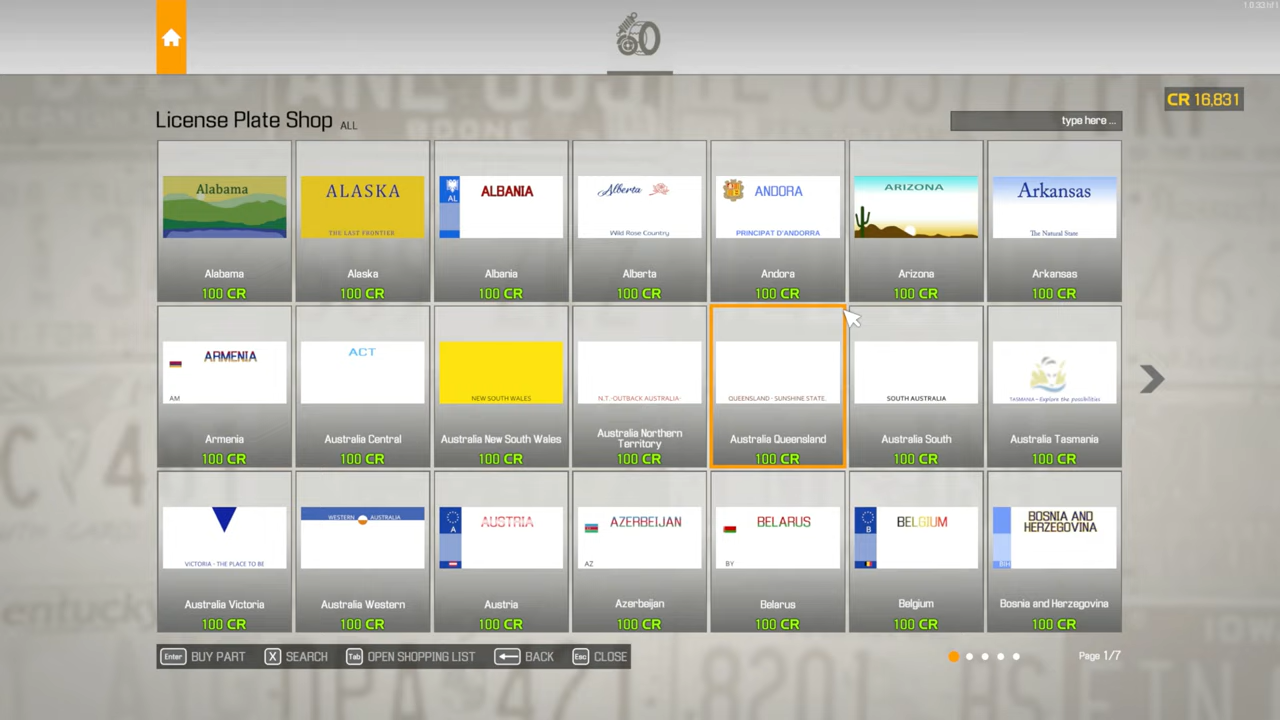 1.0.33 hf1
CR 16,831
License Plate Shop ALL
type here ...
Alabama
ALASKA
THE LAST FRONTIER
AL
ALBANIA
Alberta
Wild Rose Country
ANDORA
PRINCIPAT D'ANDORRA
ARIZONA
Arkansas
The Natural State
Alabama
Alaska
Albania
Alberta
Andora
Arizona
Arkansas
100 CR
100 CR
100 CR
100 CR
100 CR
100 CR
100 CR
ARMENIA
AM
ACT
NEW SOUTH WALES
N.T. ·OUTBACK AUSTRALIA·
QUEENSLAND - SUNSHINE STATE.
SOUTH AUSTRALIA
TASMANIA - Explore the possibilities
Armenia
Australia Central
Australia New South Wales
Australia Northern
Territory
Australia Queensland
Australia South
Australia Tasmania
100 CR
100 CR
100 CR
100 CR
100 CR
100 CR
100 CR
VICTORIA - THE PLACE TO BE
WESTERN AUSTRALIA
A
AUSTRIA
AZERBEIJAN
AZ
BELARUS
BY
B
BELGIUM
BOSNIA AND
HERZEGOVINA
BIH
Australia Victoria
Australia Western
Austria
Azerbeijan
Belarus
Belgium
Bosnia and Herzegovina
100 CR
100 CR
100 CR
100 CR
100 CR
100 CR
100 CR
Enter BUY PART X SEARCH Tab OPEN SHOPPING LIST BACK Esc CLOSE
Page 1/7